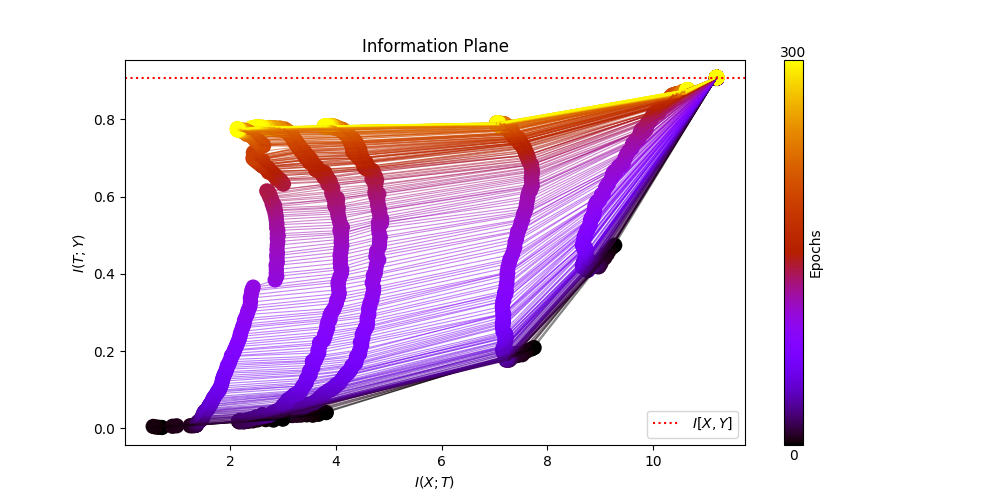 Information Plane
300
0.8
0.6
0.4
0.2
0.0
I(T; Y)
2
4
6
8
10
I(X; T)
I[X, Y]
Epochs
0